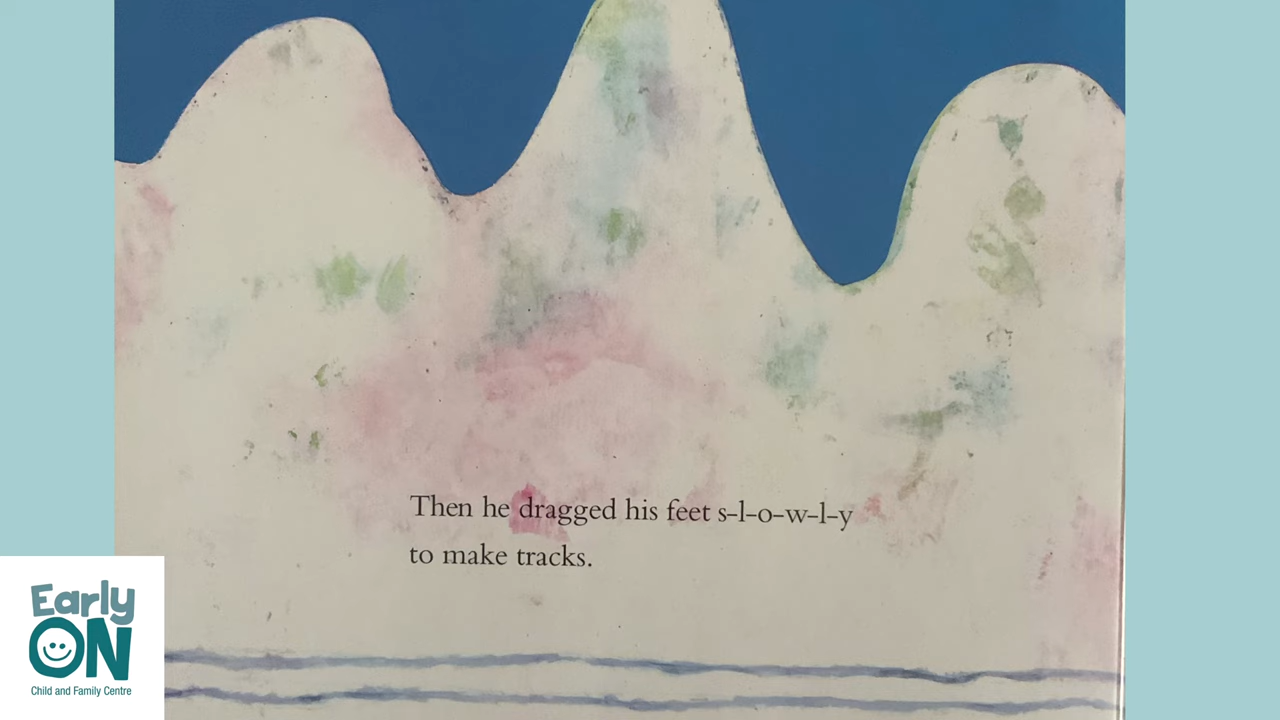 Then he dragged his feet s-l-o-w-l-y
to make tracks.
Early
ON
Child and Family Centre